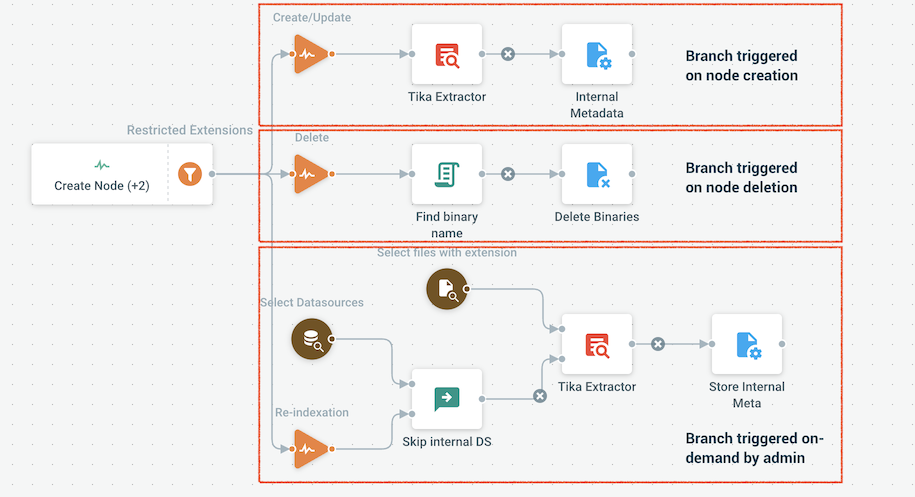 Create/Update
Tika Extractor
Internal
Metadata
Branch triggered
on node creation
Restricted Extensions
Create Node (+2)
Delete
Find binary
name
Delete Binaries
Branch triggered
on node deletion
Select files with extension
Select Datasources
Tika Extractor
Store Internal
Meta
Re-indexation
Skip internal DS
Branch triggered on-
demand by admin